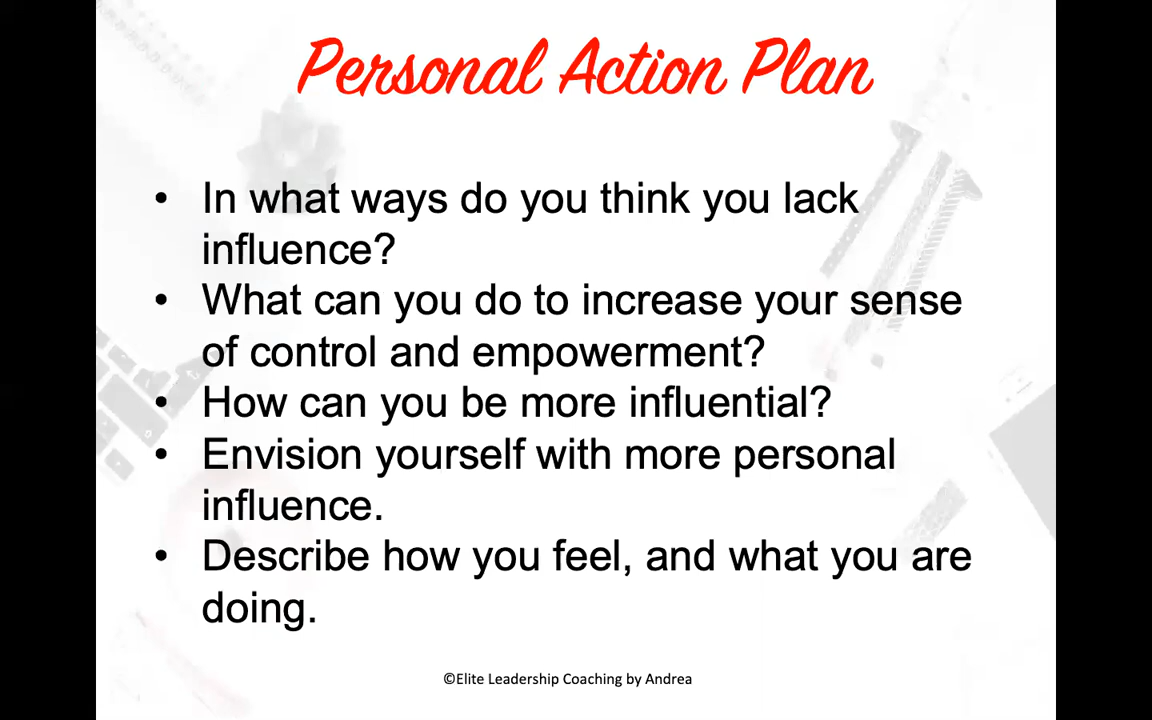 Personal Action Plan
• In what ways do you think you lack
influence?
• What can you do to increase your sense
of control and empowerment?
• How can you be more influential?
• Envision yourself with more personal
influence.
• Describe how you feel, and what you are
doing.
©Elite Leadership Coaching by Andrea